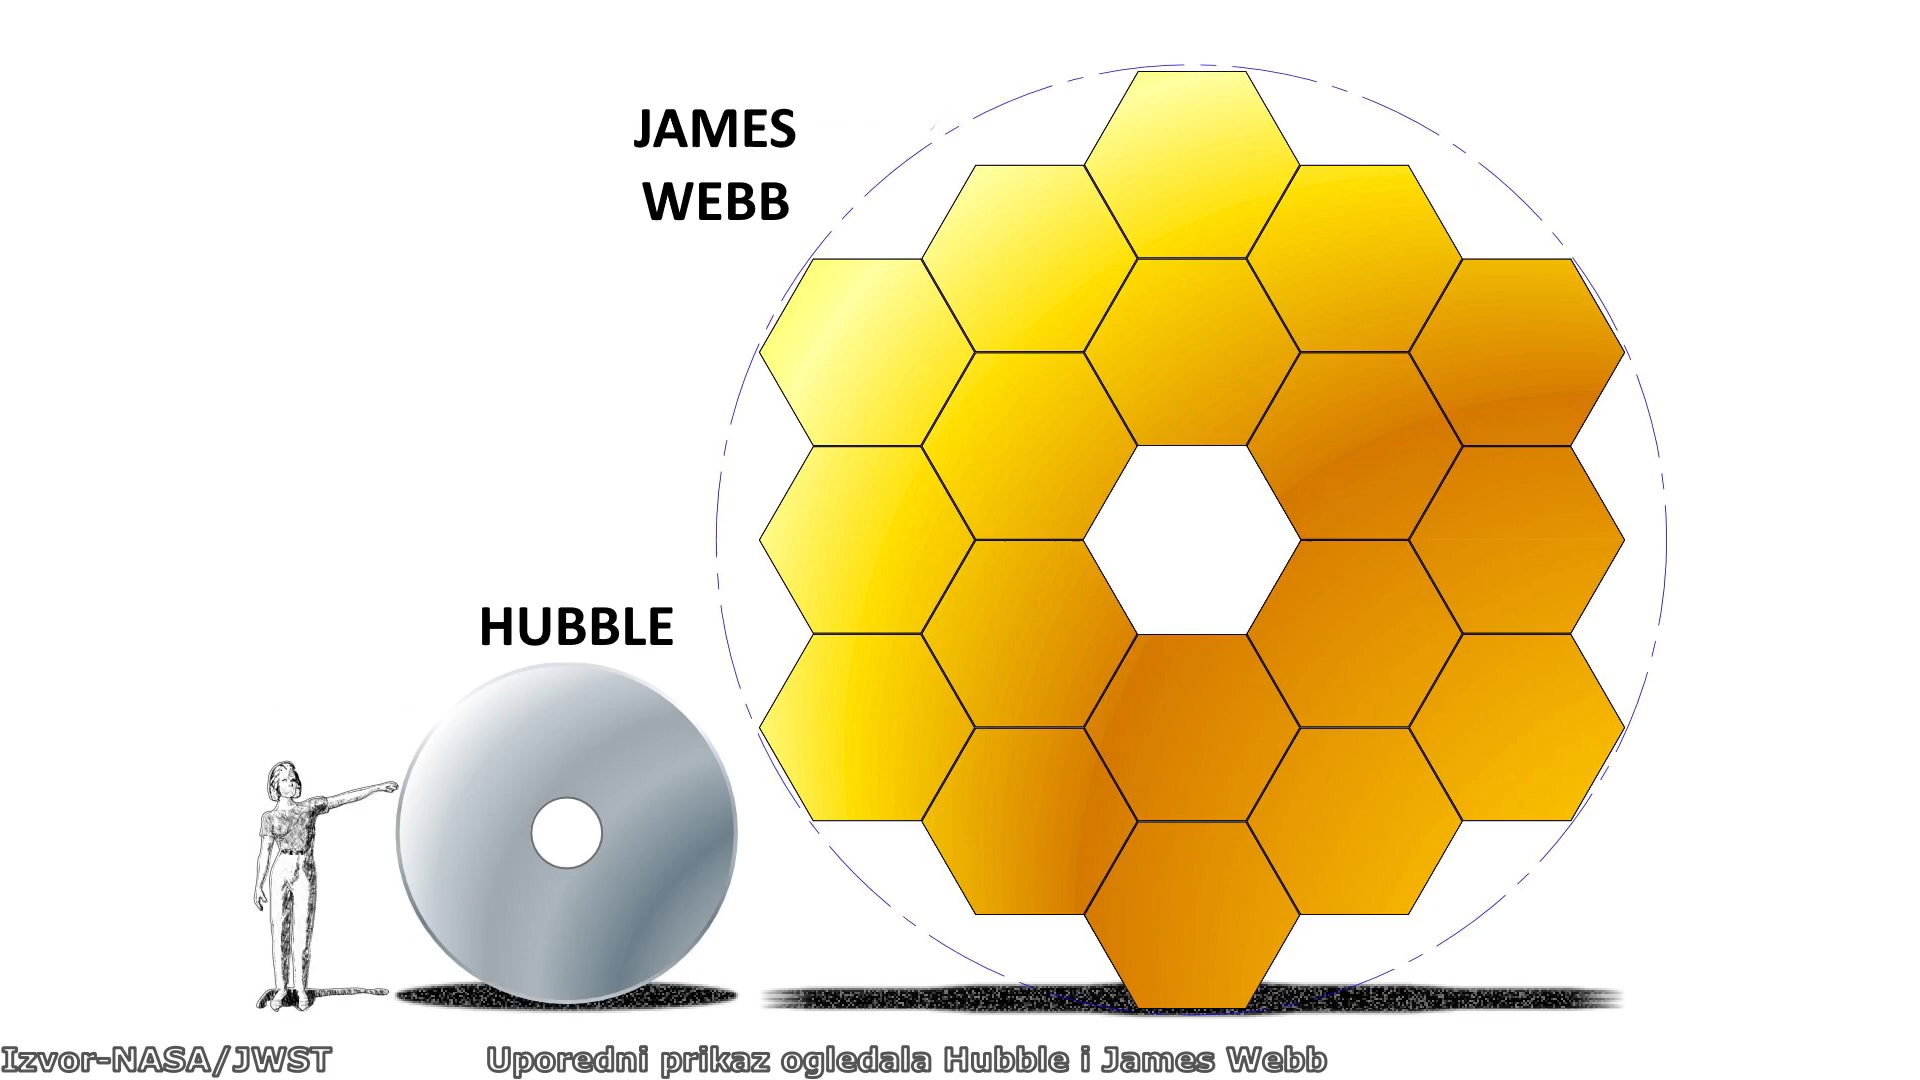 JAMES
WEBB
HUBBLE
Izvor-NASA/JWST
Uporedni prikaz ogledala Hubble i James Webb